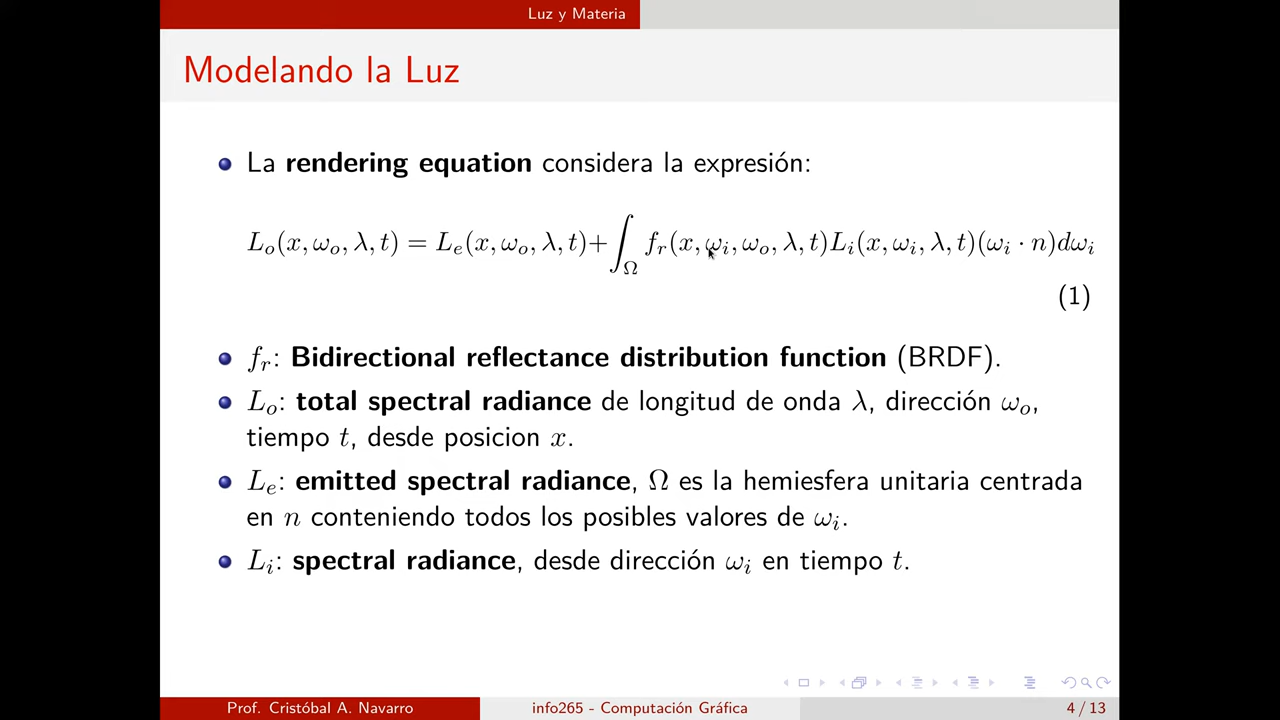 Luz y Materia
Modelando la Luz
La rendering equation considera la expresión:
L_o(x, ω_o, λ, t) = L_e(x, ω_o, λ, t)+∫_Ω f_r(x, ω_i, ω_o, λ, t)L_i(x, ω_i, λ, t)(ω_i · n)dω_i
(1)
f_r: Bidirectional reflectance distribution function (BRDF).
L_o: total spectral radiance de longitud de onda λ, dirección ω_o,
tiempo t, desde posicion x.
L_e: emitted spectral radiance, Ω es la hemiesfera unitaria centrada
en n conteniendo todos los posibles valores de ω_i.
L_i: spectral radiance, desde dirección ω_i en tiempo t.
Prof. Cristóbal A. Navarro
info265 - Computación Gráfica
4 / 13